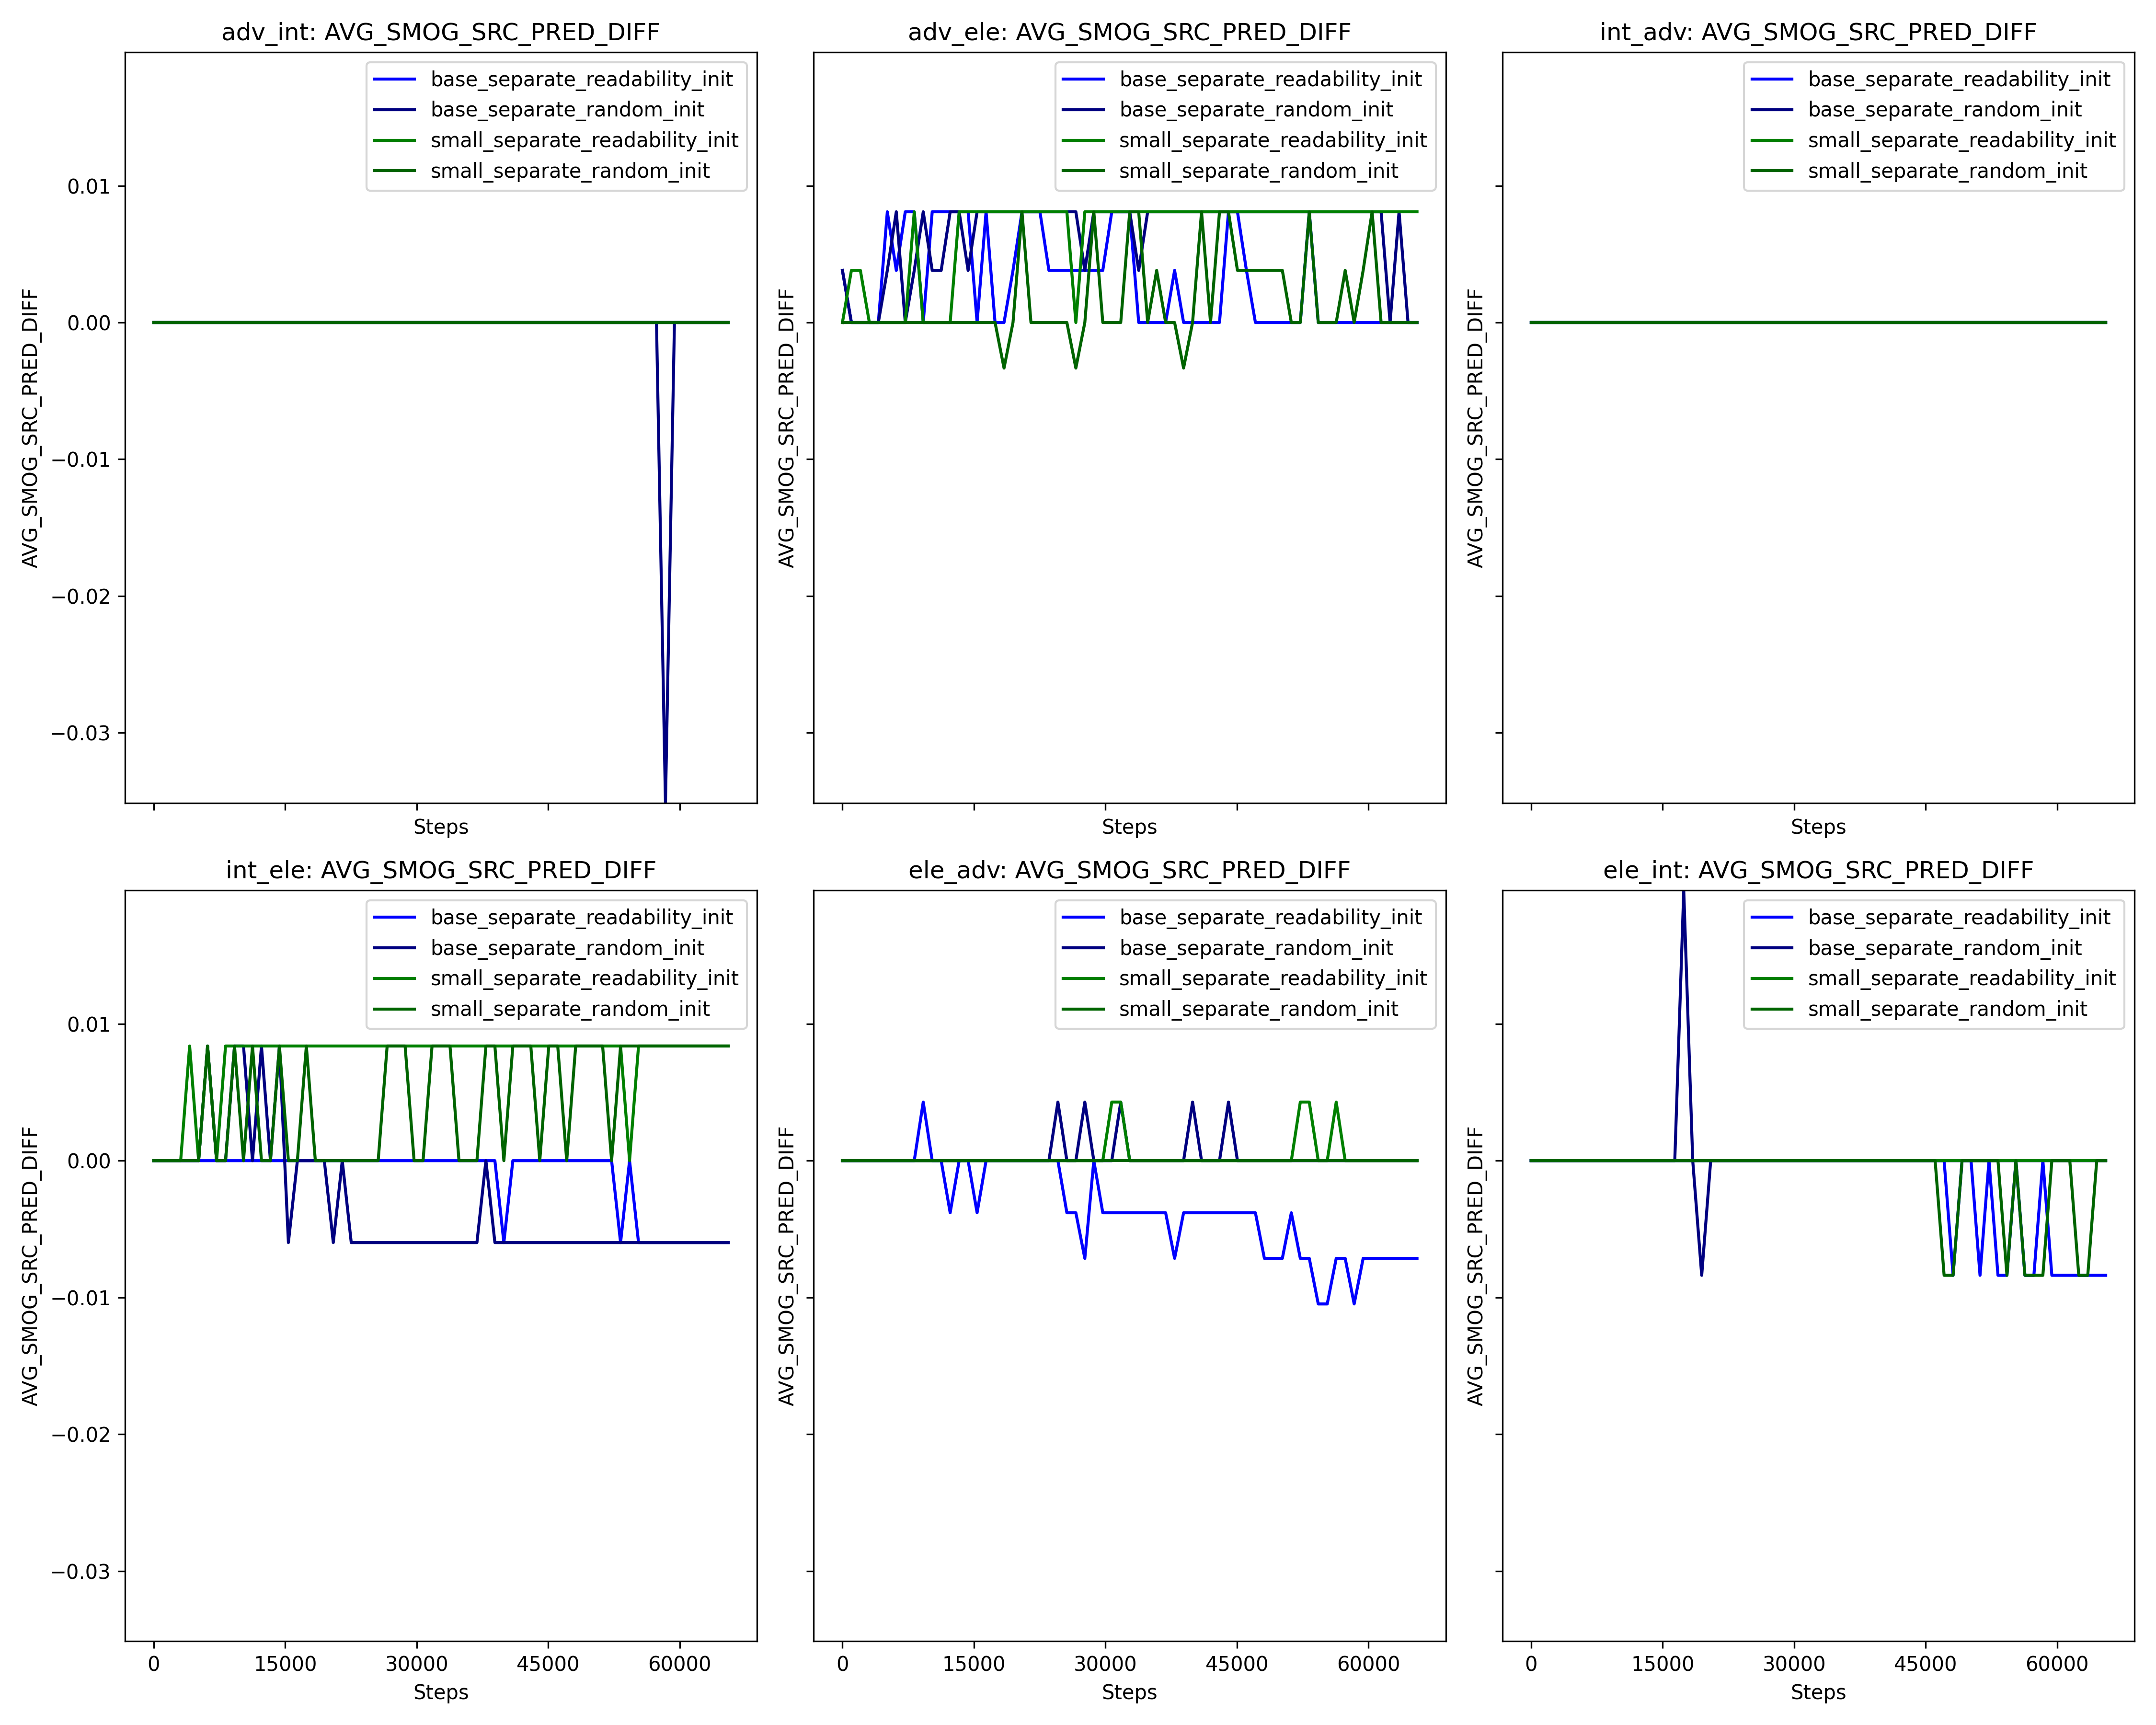 adv_int: AVG_SMOG_SRC_PRED_DIFF
AVG_SMOG_SRC_PRED_DIFF
0.01
0.00
−0.01
−0.02
−0.03
base_separate_readability_init
base_separate_random_init
small_separate_readability_init
small_separate_random_init
Steps
adv_ele: AVG_SMOG_SRC_PRED_DIFF
AVG_SMOG_SRC_PRED_DIFF
base_separate_readability_init
base_separate_random_init
small_separate_readability_init
small_separate_random_init
Steps
int_adv: AVG_SMOG_SRC_PRED_DIFF
AVG_SMOG_SRC_PRED_DIFF
base_separate_readability_init
base_separate_random_init
small_separate_readability_init
small_separate_random_init
Steps
int_ele: AVG_SMOG_SRC_PRED_DIFF
AVG_SMOG_SRC_PRED_DIFF
0.01
0.00
−0.01
−0.02
−0.03
base_separate_readability_init
base_separate_random_init
small_separate_readability_init
small_separate_random_init
0 15000 30000 45000 60000
Steps
ele_adv: AVG_SMOG_SRC_PRED_DIFF
AVG_SMOG_SRC_PRED_DIFF
base_separate_readability_init
base_separate_random_init
small_separate_readability_init
small_separate_random_init
0 15000 30000 45000 60000
Steps
ele_int: AVG_SMOG_SRC_PRED_DIFF
AVG_SMOG_SRC_PRED_DIFF
base_separate_readability_init
base_separate_random_init
small_separate_readability_init
small_separate_random_init
0 15000 30000 45000 60000
Steps